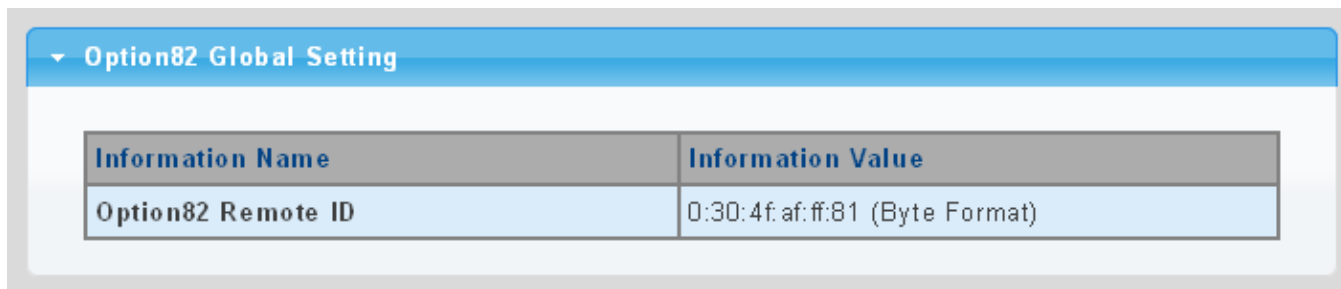 Option82 Global Setting
Information Name Information Value
Option82 Remote ID 0:30:4f:af:ff:81 (Byte Format)